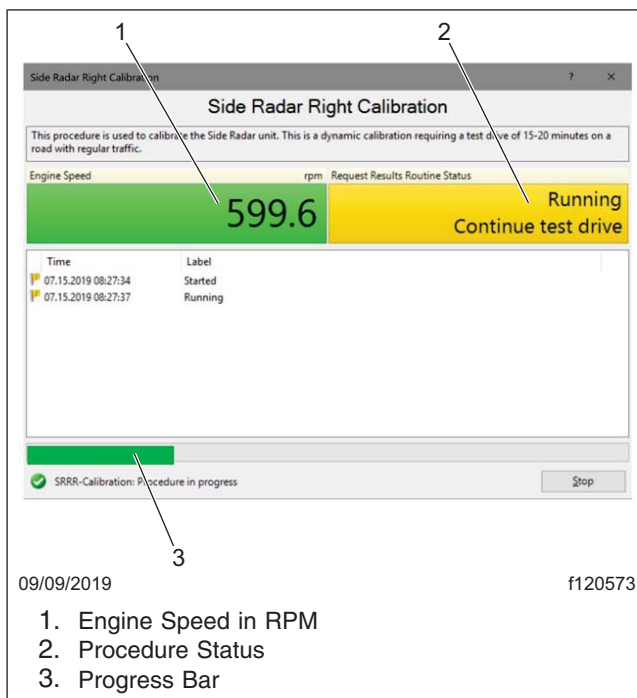 1
2
Side Radar Right Calibration
? ×
Side Radar Right Calibration
This procedure is used to calibrate the Side Radar unit. This is a dynamic calibration requiring a test drive of 15-20 minutes on a
road with regular traffic.
Engine Speed rpm Request Results Routine Status
599.6
Running
Continue test drive
Time Label
07.15.2019 08:27:34 Started
07.15.2019 08:27:37 Running
SRRR-Calibration: Procedure in progress
Stop
3
09/09/2019 f120573
1. Engine Speed in RPM
2. Procedure Status
3. Progress Bar